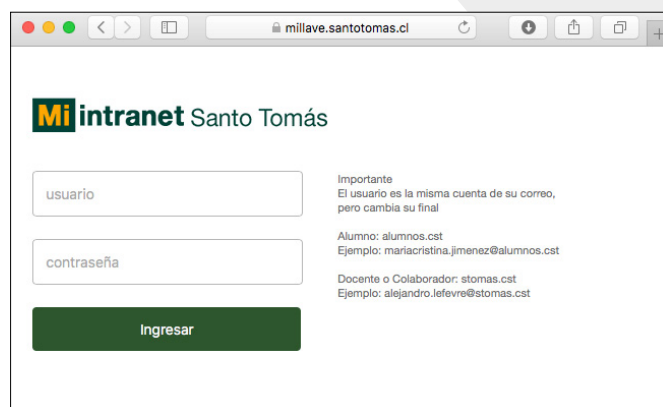 millave.santotomas.cl
Mi intranet Santo Tomás
usuario
contraseña
Ingresar
Importante
El usuario es la misma cuenta de su correo,
pero cambia su final
Alumno: alumnos.cst
Ejemplo: mariacristina.jimenez@alumnos.cst
Docente o Colaborador: stomas.cst
Ejemplo: alejandro.lefevre@stomas.cst